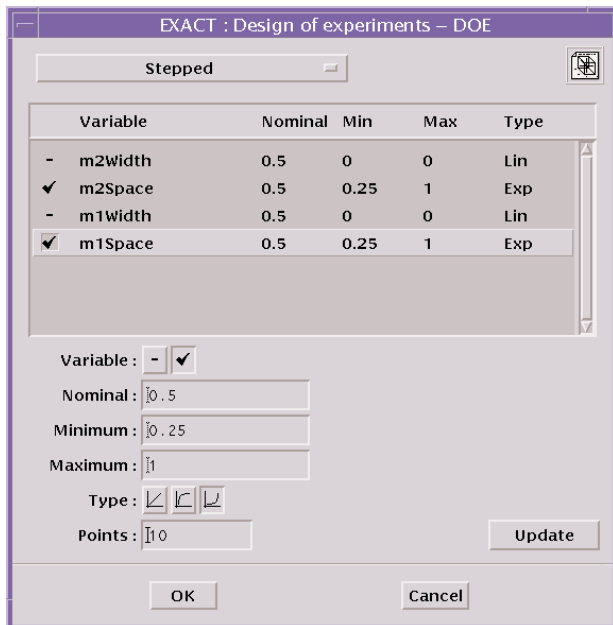 EXACT : Design of experiments – DOE
Stepped
Variable Nominal Min Max Type
- m2Width 0.5 0 0 Lin
✔ m2Space 0.5 0.25 1 Exp
- m1Width 0.5 0 0 Lin
✔ m1Space 0.5 0.25 1 Exp
Variable : - ✔
Nominal : 0.5
Minimum : 0.25
Maximum : 1
Type :
Points : 10 Update
OK Cancel